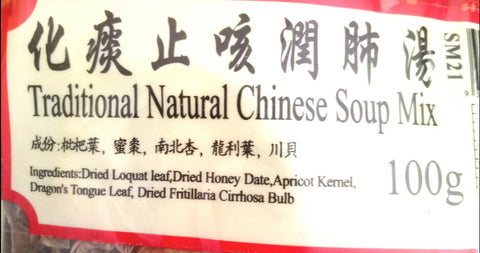 化痰止咳潤肺湯
SM21
Traditional Natural Chinese Soup Mix
成份:枇杷葉，蜜棗，南北杏，龍利葉，川貝
100g
Ingredients:Dried Loquat leaf,Dried Honey Date,Apricot Kernel,
Dragon's Tongue Leaf, Dried Fritillaria Cirrhosa Bulb